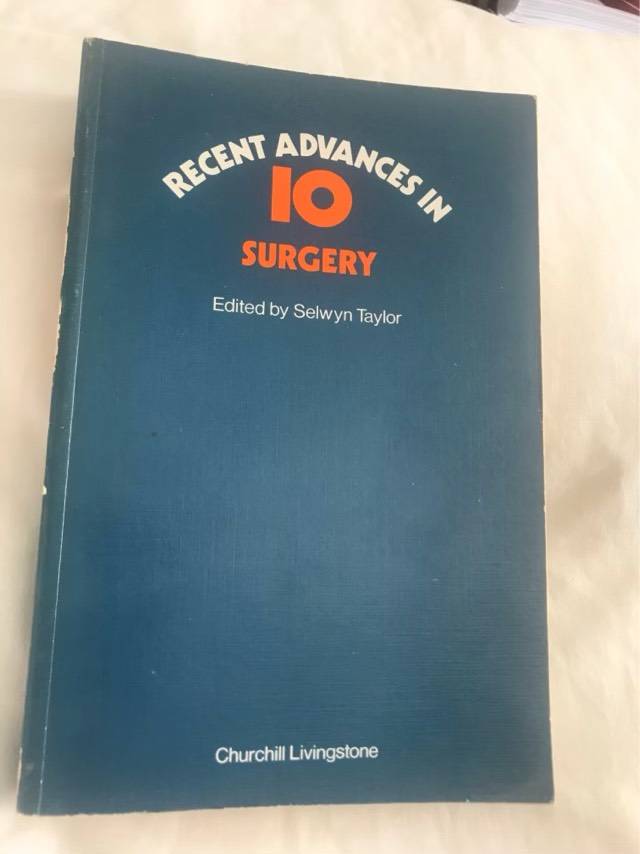 RECENT ADVANCES IN
10
SURGERY
Edited by Selwyn Taylor
Churchill Livingstone